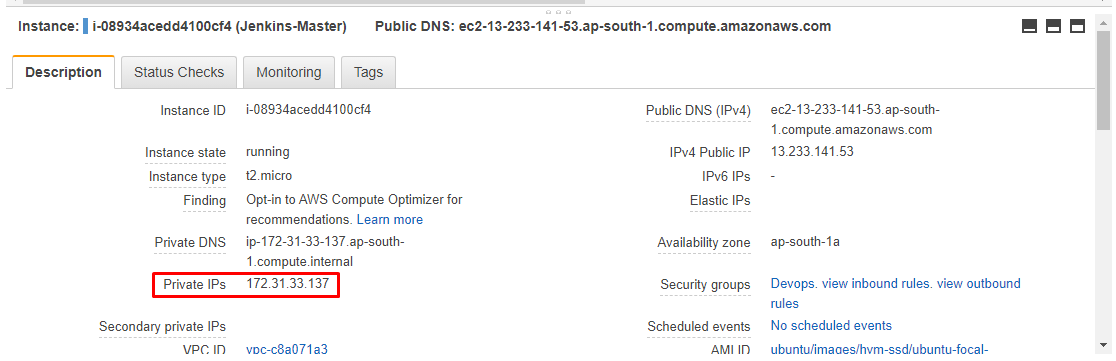 Instance: i-08934acedd4100cf4 (Jenkins-Master) Public DNS: ec2-13-233-141-53.ap-south-1.compute.amazonaws.com
Description Status Checks Monitoring Tags
Instance ID i-08934acedd4100cf4 Public DNS (IPv4) ec2-13-233-141-53.ap-south-
1.compute.amazonaws.com
Instance state running IPv4 Public IP 13.233.141.53
Instance type t2.micro IPv6 IPs -
Finding Opt-in to AWS Compute Optimizer for Elastic IPs
recommendations. Learn more
Private DNS ip-172-31-33-137.ap-south- Availability zone ap-south-1a
1.compute.internal
Private IPs 172.31.33.137 Security groups Devops. view inbound rules. view outbound
rules
Secondary private IPs Scheduled events No scheduled events
VPC ID vpc-c8a071a3 AMI ID ubuntu/images/hvm-ssd/ubuntu-focal-